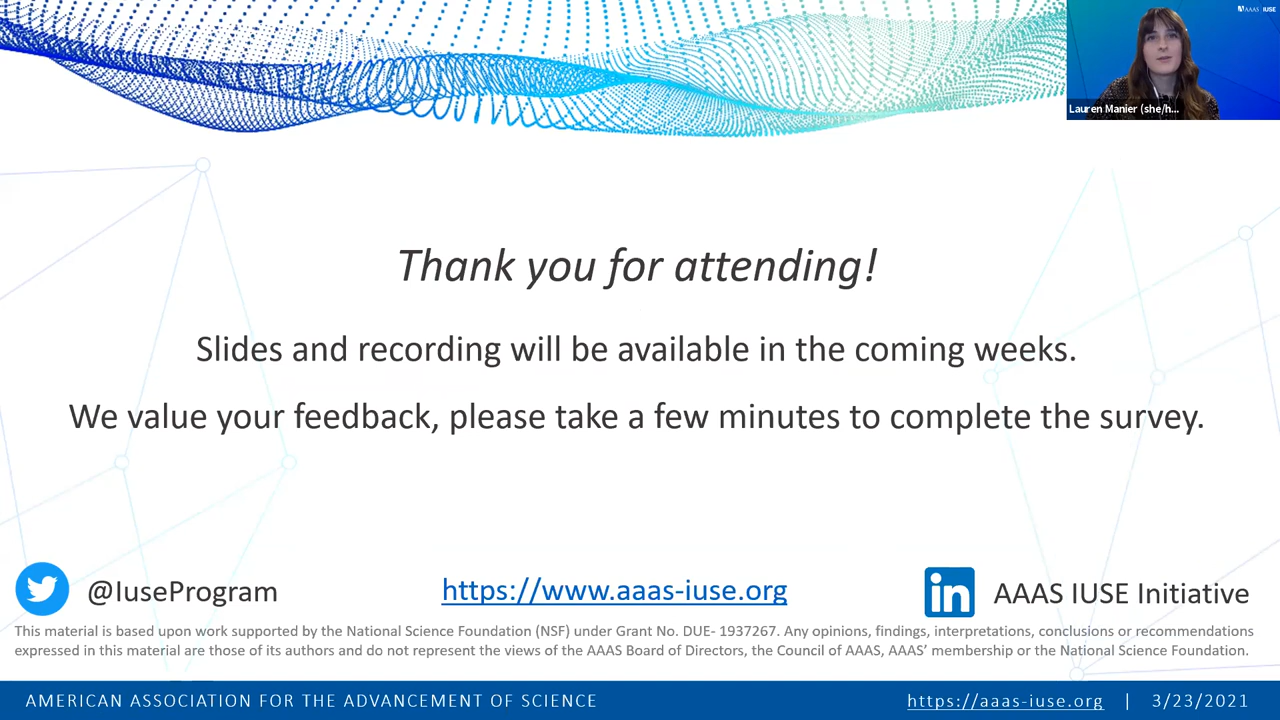 AAAS IUSE
Lauren Manier (she/h...
Thank you for attending!
Slides and recording will be available in the coming weeks.
We value your feedback, please take a few minutes to complete the survey.
@IuseProgram
https://www.aaas-iuse.org
in AAAS IUSE Initiative
This material is based upon work supported by the National Science Foundation (NSF) under Grant No. DUE- 1937267. Any opinions, findings, interpretations, conclusions or recommendations
expressed in this material are those of its authors and do not represent the views of the AAAS Board of Directors, the Council of AAAS, AAAS’ membership or the National Science Foundation.
AMERICAN ASSOCIATION FOR THE ADVANCEMENT OF SCIENCE
https://aaas-iuse.org | 3/23/2021